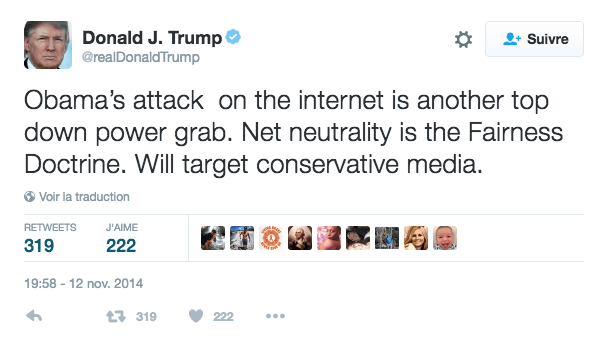 Donald J. Trump
@realDonaldTrump
Suivre
Obama’s attack  on the internet is another top
down power grab. Net neutrality is the Fairness
Doctrine. Will target conservative media.
Voir la traduction
RETWEETS J'AIME
319 222
19:58 - 12 nov. 2014
319 222